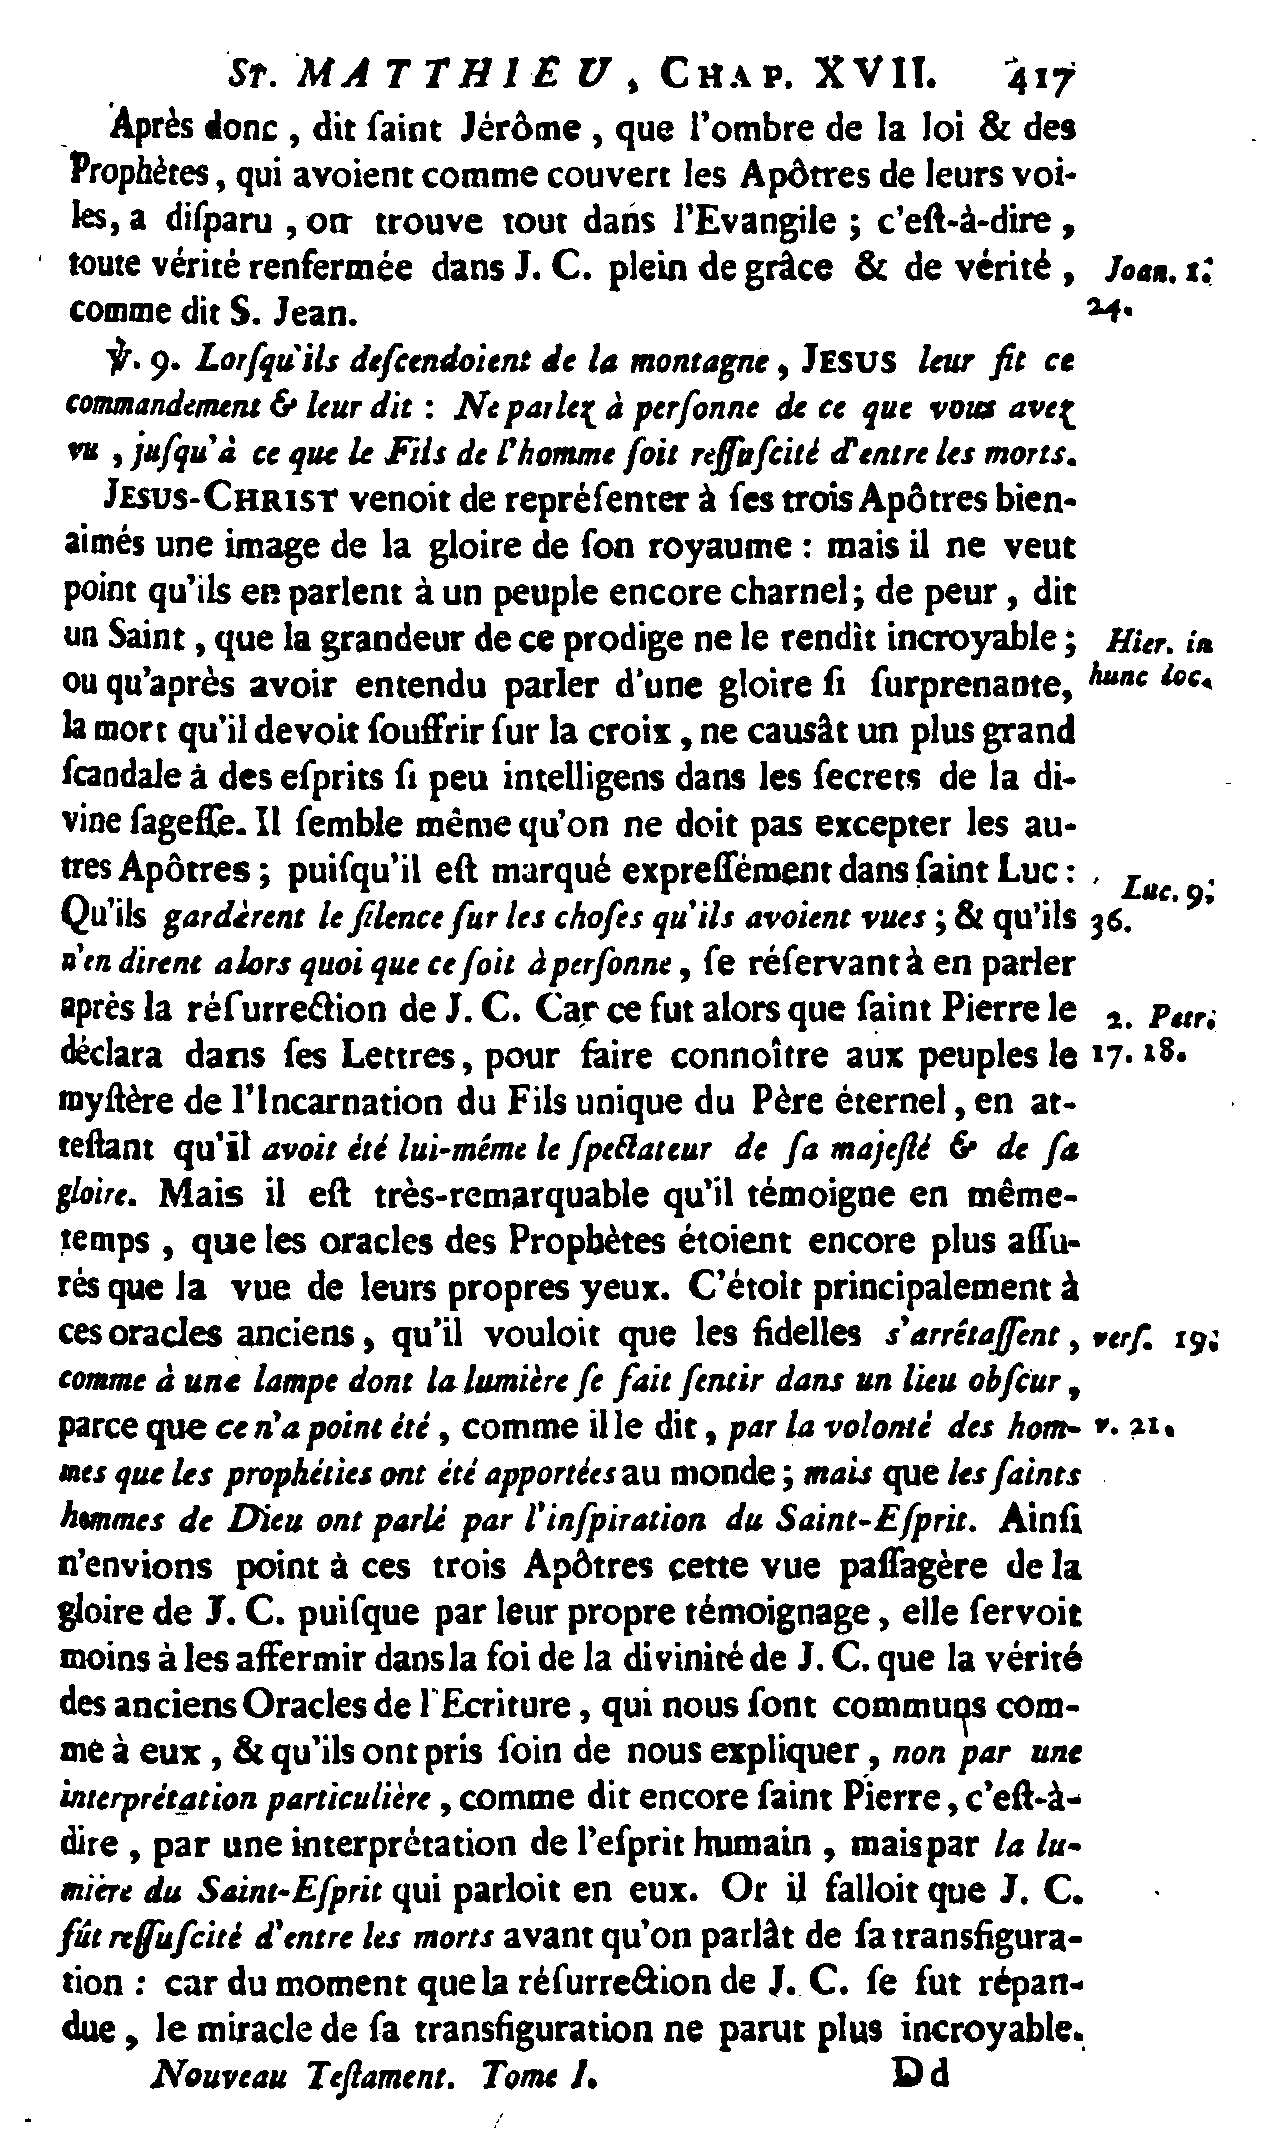 St. MATTHIEU, CHAP. XVII. 417
Après donc, dit ſaint Jérôme, que l'ombre de la loi & des
Prophètes, qui avoient comme couvert les Apôtres de leurs voi-
les, a diſparu, on trouve tout dans l'Evangile ; c'eſt-à-dire,
toute vérité renfermée dans J. C. plein de grâce & de vérité, Joan. 1.
comme dit S. Jean. 24.
℣. 9. Lorſqu'ils deſcendoient de la montagne, JESUS leur fit ce
commandement & leur dit : Ne parlez à perſonne de ce que vous avez
vu, juſqu'à ce que le Fils de l'homme ſoit reſſuſcité d'entre les morts.
JESUS-CHRIST venoit de repréſenter à ſes trois Apôtres bien-
aimés une image de la gloire de ſon royaume : mais il ne veut
point qu'ils en parlent à un peuple encore charnel; de peur, dit
un Saint, que la grandeur de ce prodige ne le rendît incroyable ; Hier. in
ou qu'après avoir entendu parler d'une gloire ſi ſurprenante, hunc loc.
la mort qu'il devoit ſouffrir ſur la croix, ne causât un plus grand
ſcandale à des eſprits ſi peu intelligens dans les ſecrets de la di-
vine ſageſſe. Il ſemble même qu'on ne doit pas excepter les au-
tres Apôtres ; puiſqu'il eſt marqué expreſſément dans ſaint Luc : Luc. 9.
Qu'ils gardèrent le ſilence ſur les choſes qu'ils avoient vues ; & qu'ils 36.
n'en dirent alors quoi que ce ſoit à perſonne, ſe réſervant à en parler
après la réſurrection de J. C. Car ce fut alors que ſaint Pierre le 2. Petr.
déclara dans ſes Lettres, pour faire connoître aux peuples le 17. 18.
myſtère de l'Incarnation du Fils unique du Père éternel, en at-
teſtant qu'il avoit été lui-même le ſpectateur de ſa majeſté & de ſa
gloire. Mais il eſt très-remarquable qu'il témoigne en même-
temps, que les oracles des Prophètes étoient encore plus aſſu-
rés que la vue de leurs propres yeux. C'étoit principalement à
ces oracles anciens, qu'il vouloit que les fidelles s'arrêtaſſent, verſ. 19.
comme à une lampe dont la lumière ſe fait ſentir dans un lieu obſcur,
parce que ce n'a point été, comme il le dit, par la volonté des hom- v. 21.
mes que les prophéties ont été apportées au monde ; mais que les ſaints
hommes de Dieu ont parlé par l'inſpiration du Saint-Eſprit. Ainſi
n'envions point à ces trois Apôtres cette vue paſſagère de la
gloire de J. C. puiſque par leur propre témoignage, elle ſervoit
moins à les affermir dans la foi de la divinité de J. C. que la vérité
des anciens Oracles de l'Ecriture, qui nous ſont communs com-
me à eux, & qu'ils ont pris ſoin de nous expliquer, non par une
interprétation particulière, comme dit encore ſaint Pierre, c'eſt-à-
dire, par une interprétation de l'eſprit humain, mais par la lu-
mière du Saint-Eſprit qui parloit en eux. Or il falloit que J. C.
fût reſſuſcité d'entre les morts avant qu'on parlât de ſa transfigura-
tion : car du moment que la réſurrection de J. C. ſe fut répan-
due, le miracle de ſa transfiguration ne parut plus incroyable.
Nouveau Teſtament. Tome I. Dd